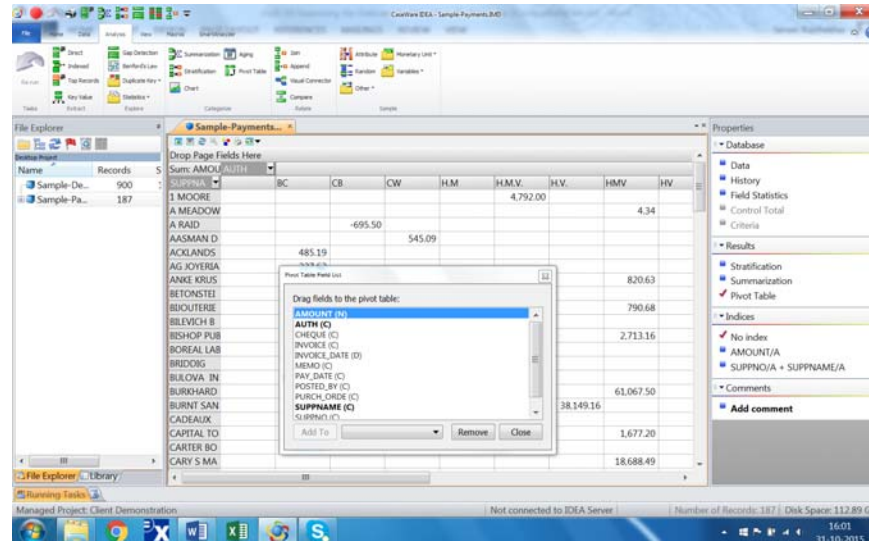 CaseWare IDEA - Sample-Payments.IMD
File Home Data Analysis View Macros SmartAnalyzer
Direct Gap Detection Summarization Aging Join Attribute Monetary Unit
Indexed Benford's Law Stratification Pivot Table Append Random Variables
Top Records Duplicate Key Chart Visual Connector Other
Key Value Statistics Compare
Tasks Extract Explore Categorize Relate Sample
File Explorer
Sample-Payments...
Properties
Database
Data
History
Field Statistics
Control Total
Criteria
Results
Stratification
Summarization
Pivot Table
Indices
No index
AMOUNT/A
SUPPNO/A + SUPPNAME/A
Comments
Add comment
Desktop Project
Name Records S
Sample-De... 900
Sample-Pa... 187
Drop Page Fields Here
Sum: AMOU AUTH
SUPPNA BC CB CW H.M H.M.V. H.V. HMV HV
1 MOORE 4,792.00
A MEADOW 4.34
A RAID -695.50
AASMAN D 545.09
ACKLANDS 485.19
AG JOYERIA
ANKE KRUS 820.63
BETONSTEI
BIJOUTERIE 790.68
BILEVICH B
BISHOP PUB 2,713.16
BOREAL LAB
BRIDDIG
BULOVA IN
BURKHARD 61,067.50
BURNT SAN 38,149.16
CADEAUX
CAPITAL TO 1,677.20
CARTER BO
CARY S MA 18,688.49
Pivot Table Field List
Drag fields to the pivot table:
AMOUNT (N)
AUTH (C)
CHEQUE (C)
INVOICE (C)
INVOICE_DATE (D)
MEMO (C)
PAY_DATE (C)
POSTED_BY (C)
PURCH_ORDE (C)
SUPPNAME (C)
SUPPNO (C)
Add To Remove Close
File Explorer Library
Running Tasks
Managed Project: Client Demonstration Not connected to IDEA Server Number of Records: 187 Disk Space: 112.89 G
16:01
31-10-2015